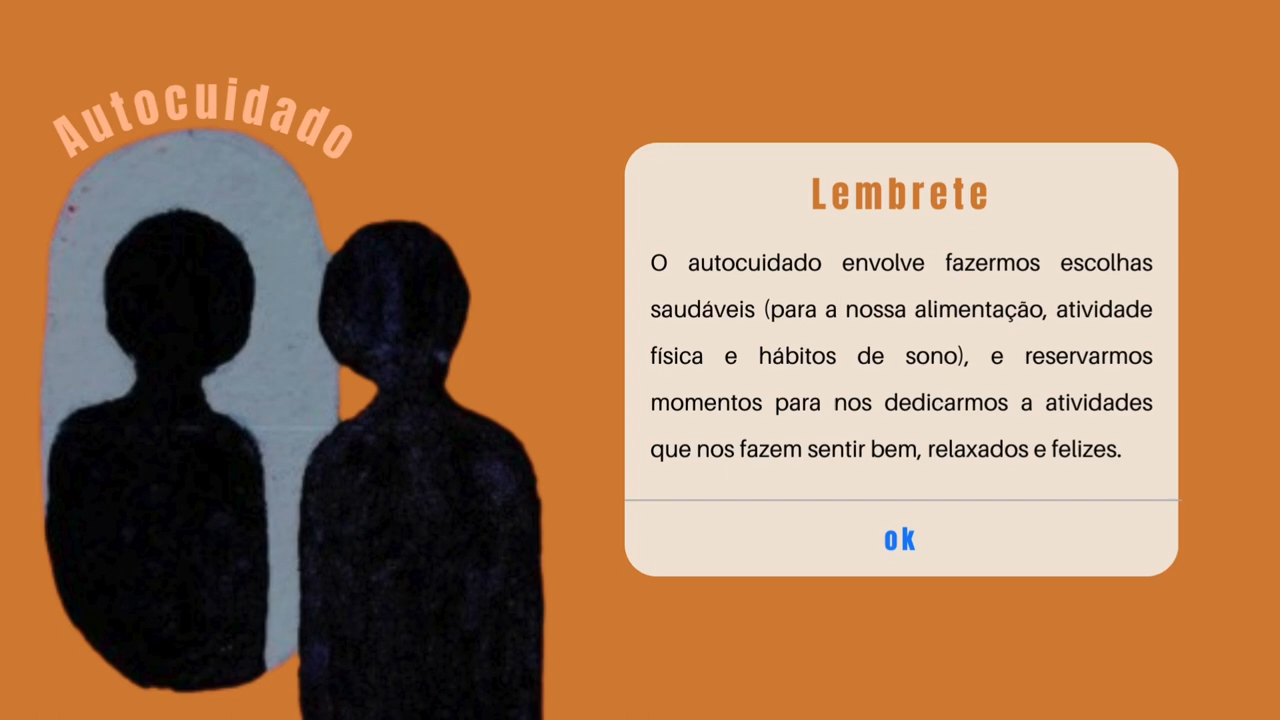 Autocuidado
Lembrete
O autocuidado envolve fazermos escolhas
saudáveis (para a nossa alimentação, atividade
física e hábitos de sono), e reservarmos
momentos para nos dedicarmos a atividades
que nos fazem sentir bem, relaxados e felizes.
ok